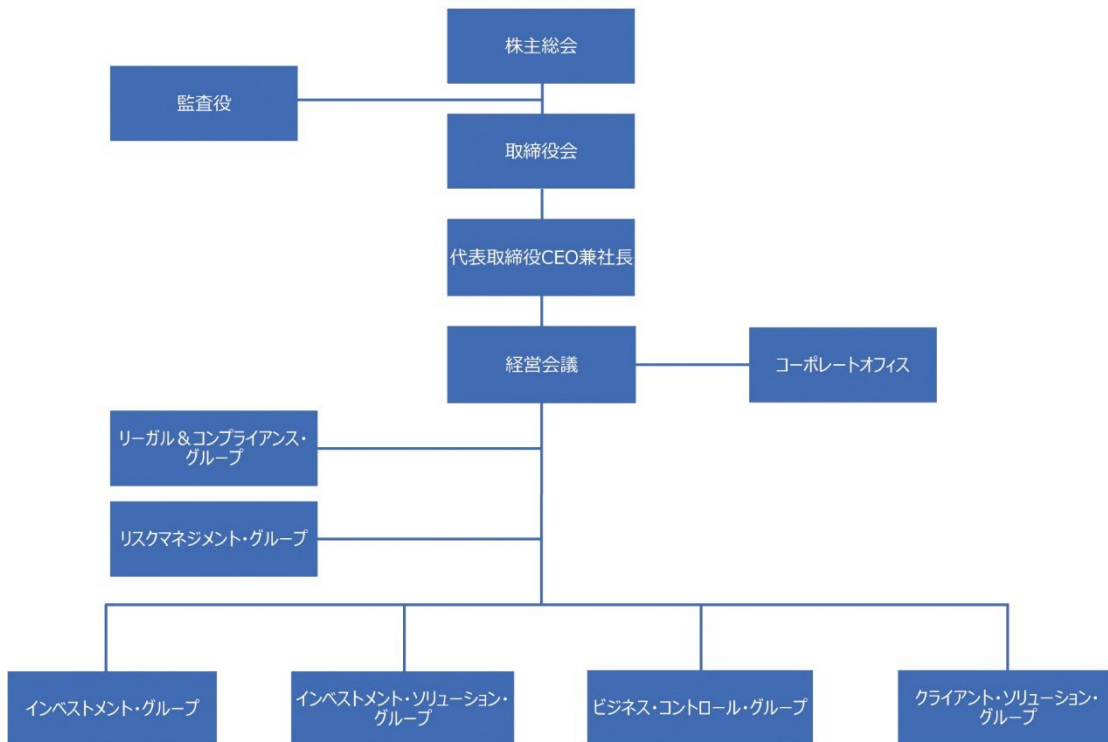 株主総会
監査役
取締役会
代表取締役CEO兼社長
経営会議
コーポレートオフィス
リーガル＆コンプライアンス・
グループ
リスクマネジメント・グループ
インベストメント・グループ
インベストメント・ソリューション・
グループ
ビジネス・コントロール・グループ
クライアント・ソリューション・
グループ